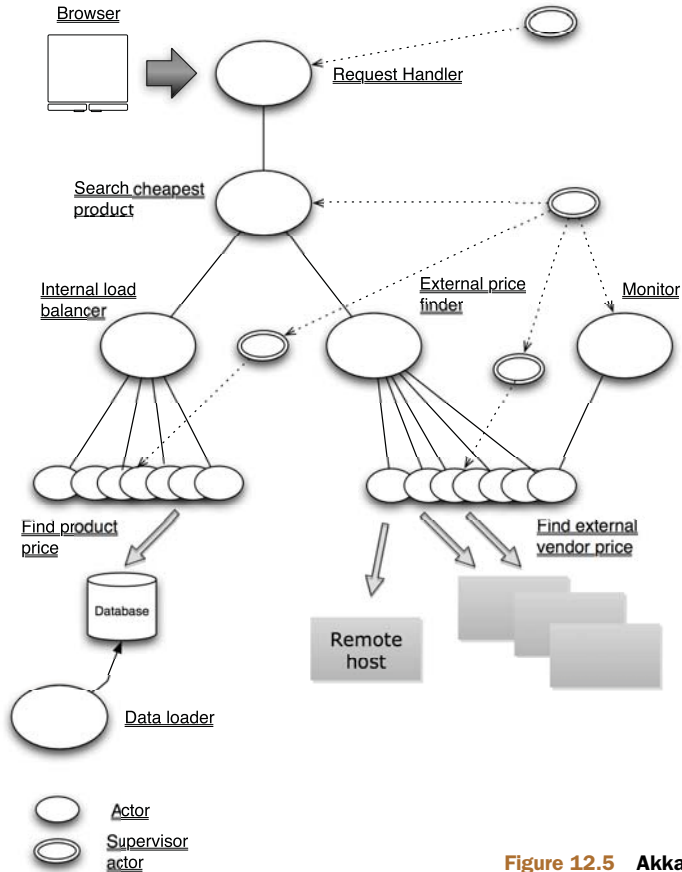 Browser
Request Handler
Search cheapest
product
Internal load
balancer
External price
finder
Monitor
Find product
price
Find external
vendor price
Database
Remote
host
Data loader
Actor
Supervisor
actor
Figure 12.5 Akka